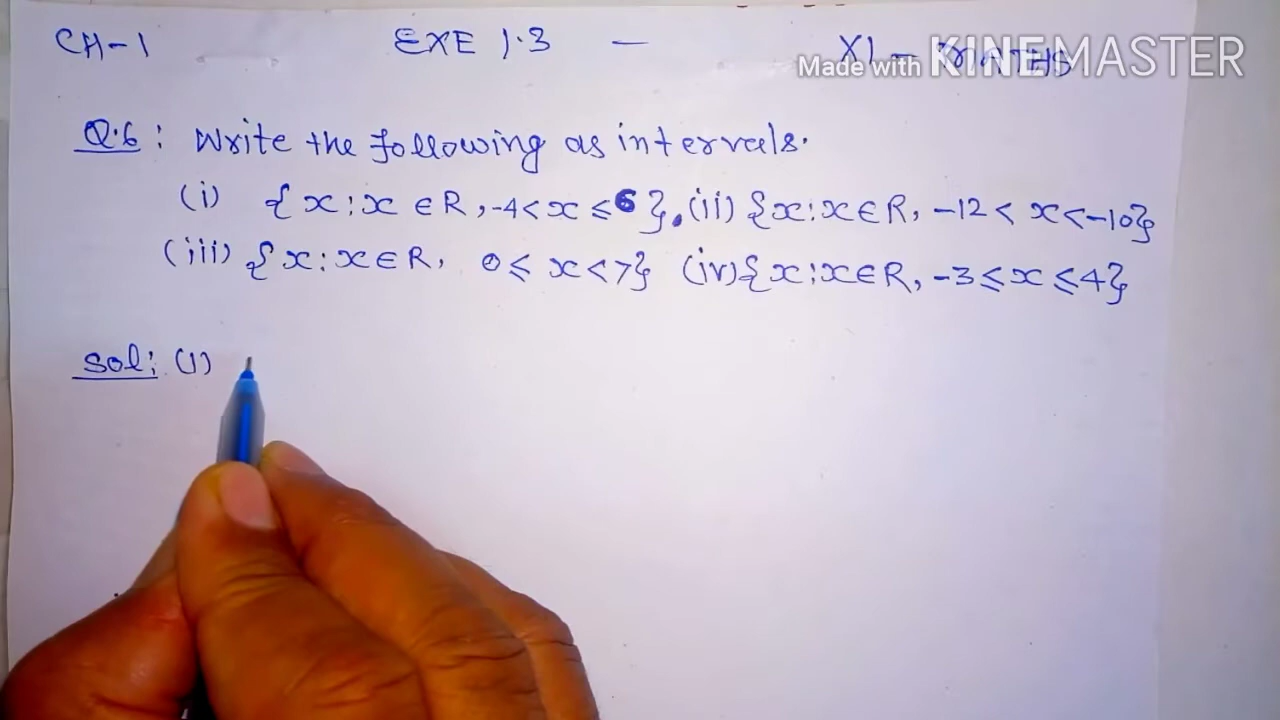 CH-1 EXE 1.3 — XI - MATHS
Made with KINEMASTER
Q.6: Write the following as intervals.
(i) {x:x∈R, -4<x≤6}, (ii) {x:x∈R, -12<x<-10}
(iii) {x:x∈R, 0≤x<7} (iv) {x:x∈R, -3≤x≤4}
Sol: (1)